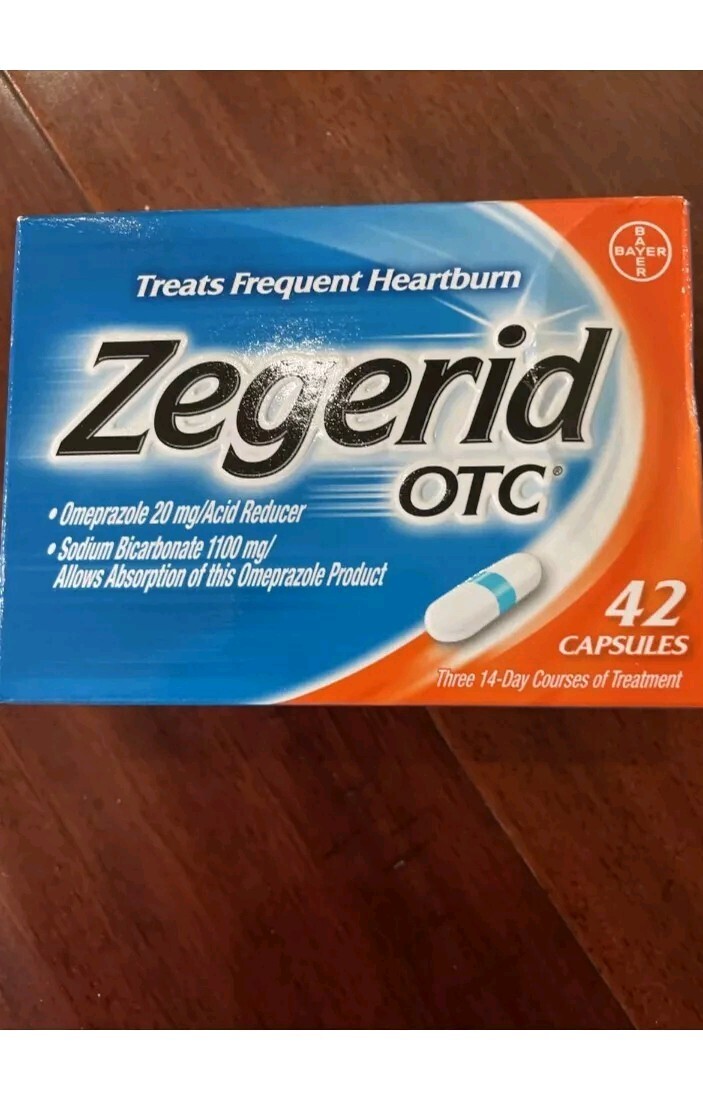 BAYER
BAYER
Treats Frequent Heartburn
Zegerid
OTC®
• Omeprazole 20 mg/Acid Reducer
• Sodium Bicarbonate 1100 mg/
Allows Absorption of this Omeprazole Product
42
CAPSULES
Three 14-Day Courses of Treatment